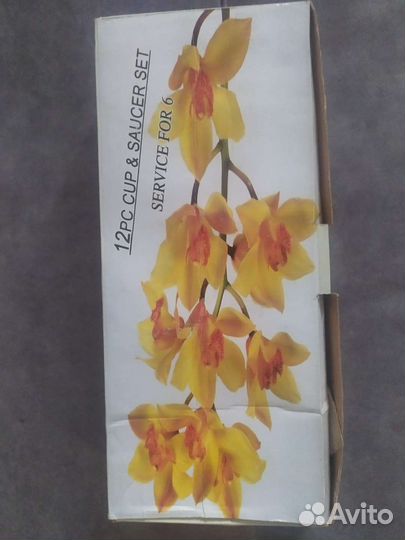 12PC CUP & SAUCER SET
SERVICE FOR 6
Avito